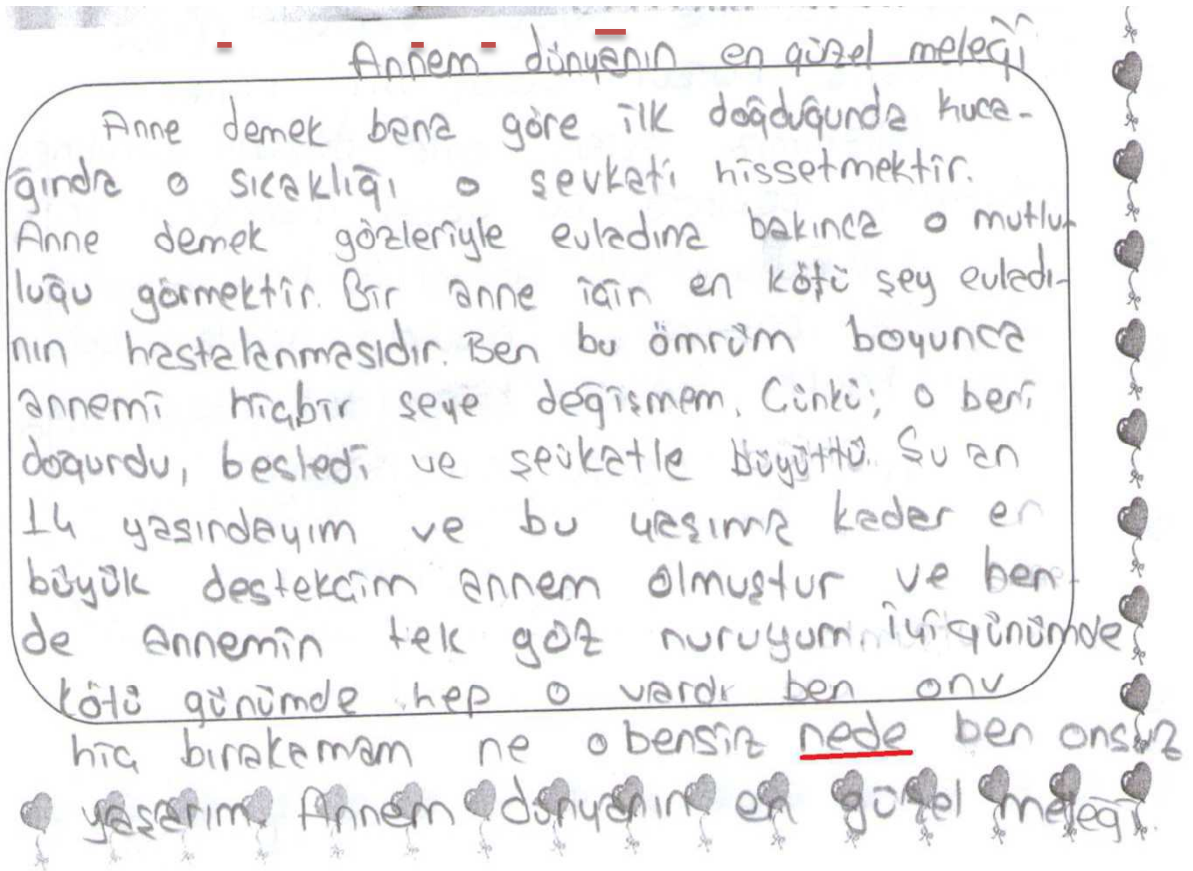 Annem dünyanın en güzel meleği
Anne demek bana göre ilk doğduğunda kuca-
ğında o sıcaklığı o şevkati hissetmektir.
Anne demek gözleriyle evladına bakınca o mutlu-
luğu görmektir. Bir anne için en kötü şey evladı-
nın hastalanmasıdır. Ben bu ömrüm boyunca
annemi hiçbir şeye değişmem. Çünkü; o beni
doğurdu, besledi ve şevkatle büyüttü. Şu an
14 yaşındayım ve bu yaşıma kadar en
büyük destekçim annem olmuştur ve ben
de annemin tek göz nuruyum. İyi günümde
kötü günümde hep o vardı ben onu
hiç bırakamam ne o bensiz nede ben onsuz
yaşarım Annem dünyanın en güzel meleği.